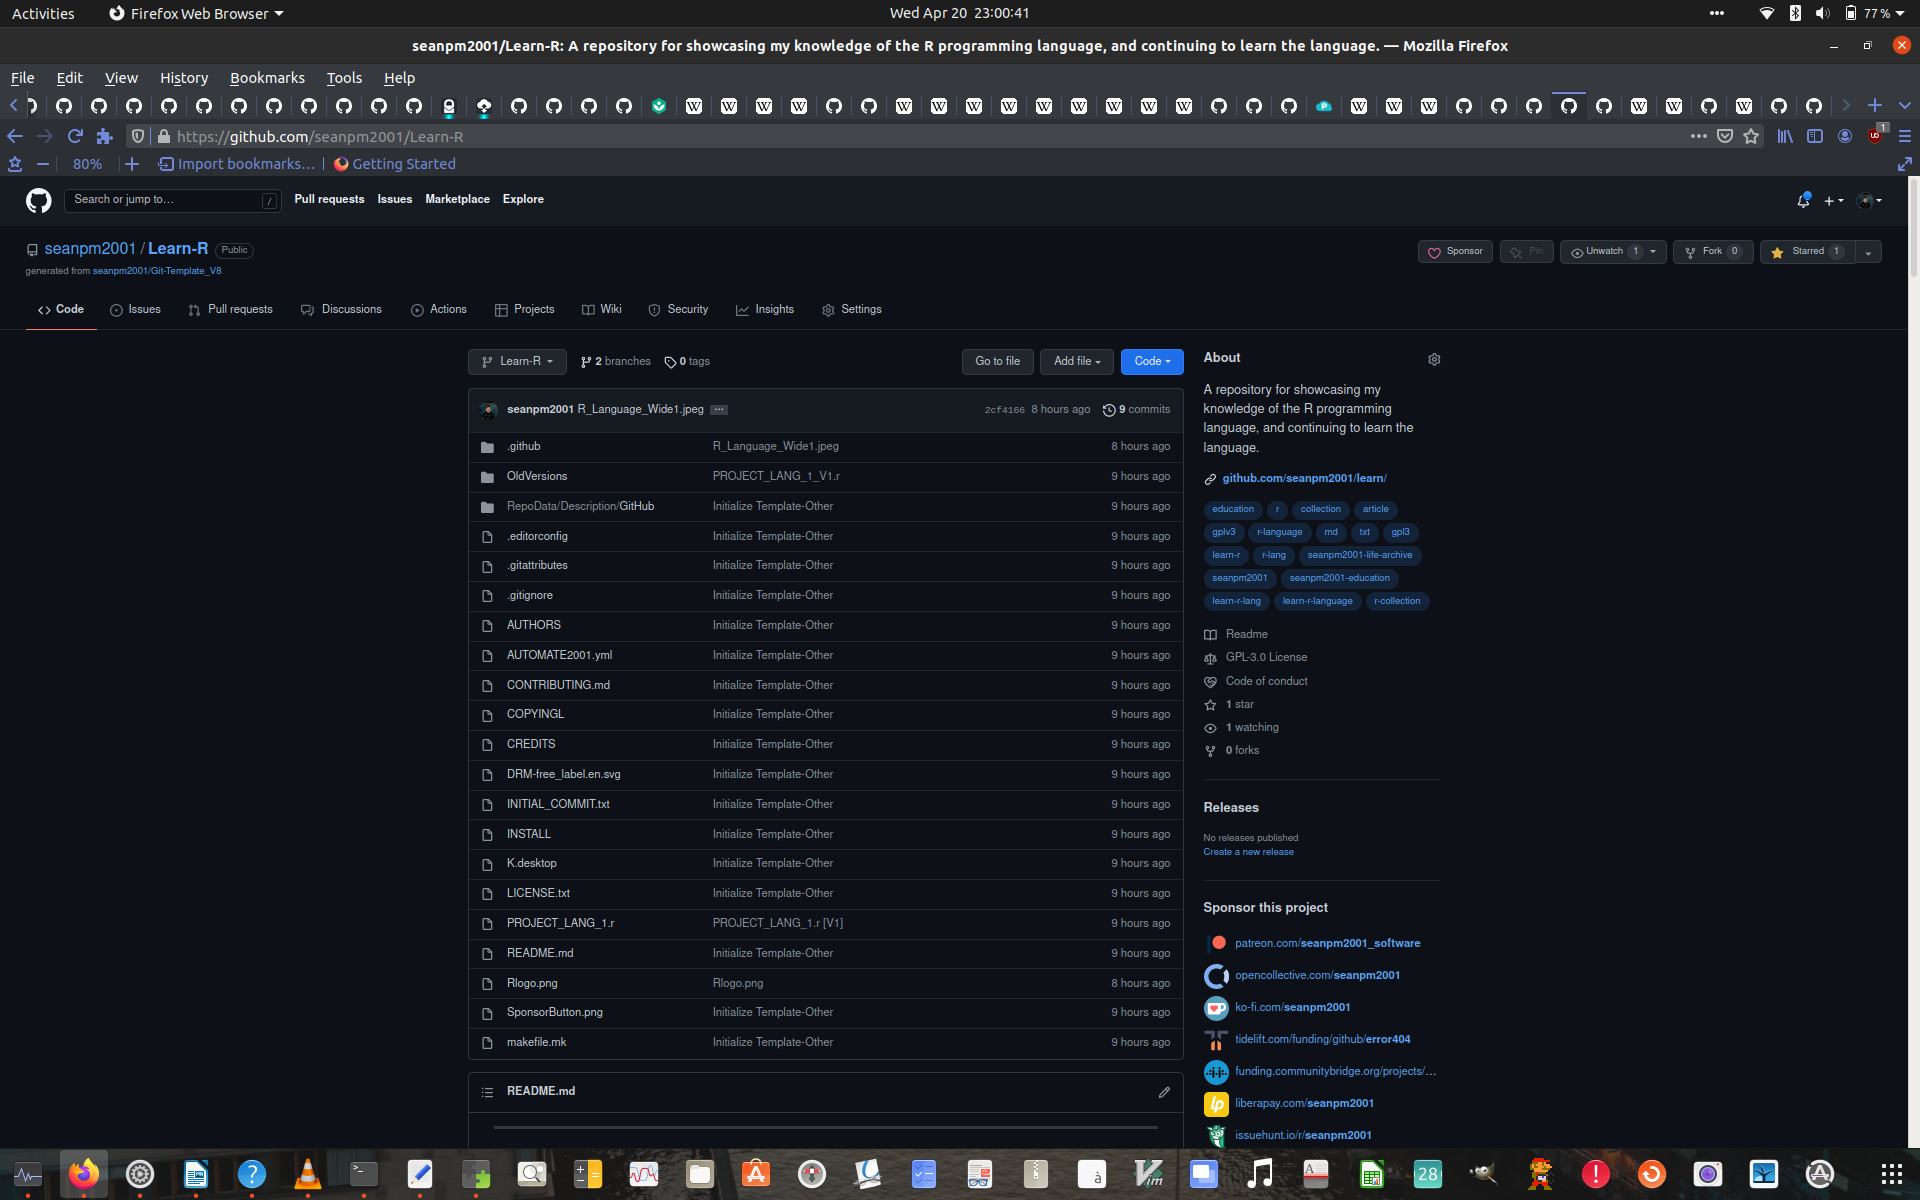 Activities Firefox Web Browser Wed Apr 20 23:00:41 77 %
seanpm2001/Learn-R: A repository for showcasing my knowledge of the R programming language, and continuing to learn the language. — Mozilla Firefox
File Edit View History Bookmarks Tools Help
https://github.com/seanpm2001/Learn-R 1
80% Import bookmarks... Getting Started
Search or jump to... / Pull requests Issues Marketplace Explore
seanpm2001 / Learn-R Public Sponsor Pin Unwatch 1 Fork 0 Starred 1
generated from seanpm2001/Git-Template_V8
Code Issues Pull requests Discussions Actions Projects Wiki Security Insights Settings
Learn-R 2 branches 0 tags Go to file Add file Code
seanpm2001 R_Language_Wide1.jpeg ... 2cf4166 8 hours ago 9 commits
.github R_Language_Wide1.jpeg 8 hours ago
OldVersions PROJECT_LANG_1_V1.r 9 hours ago
RepoData/Description/GitHub Initialize Template-Other 9 hours ago
.editorconfig Initialize Template-Other 9 hours ago
.gitattributes Initialize Template-Other 9 hours ago
.gitignore Initialize Template-Other 9 hours ago
AUTHORS Initialize Template-Other 9 hours ago
AUTOMATE2001.yml Initialize Template-Other 9 hours ago
CONTRIBUTING.md Initialize Template-Other 9 hours ago
COPYINGL Initialize Template-Other 9 hours ago
CREDITS Initialize Template-Other 9 hours ago
DRM-free_label.en.svg Initialize Template-Other 9 hours ago
INITIAL_COMMIT.txt Initialize Template-Other 9 hours ago
INSTALL Initialize Template-Other 9 hours ago
K.desktop Initialize Template-Other 9 hours ago
LICENSE.txt Initialize Template-Other 9 hours ago
PROJECT_LANG_1.r PROJECT_LANG_1.r [V1] 9 hours ago
README.md Initialize Template-Other 9 hours ago
Rlogo.png Rlogo.png 8 hours ago
SponsorButton.png Initialize Template-Other 9 hours ago
makefile.mk Initialize Template-Other 9 hours ago
README.md
About
A repository for showcasing my
knowledge of the R programming
language, and continuing to learn the
language.
github.com/seanpm2001/learn/
education r collection article
gplv3 r-language md txt gpl3
learn-r r-lang seanpm2001-life-archive
seanpm2001 seanpm2001-education
learn-r-lang learn-r-language r-collection
Readme
GPL-3.0 License
Code of conduct
1 star
1 watching
0 forks
Releases
No releases published
Create a new release
Sponsor this project
patreon.com/seanpm2001_software
opencollective.com/seanpm2001
ko-fi.com/seanpm2001
tidelift.com/funding/github/error404
funding.communitybridge.org/projects/...
liberapay.com/seanpm2001
issuehunt.io/r/seanpm2001
28